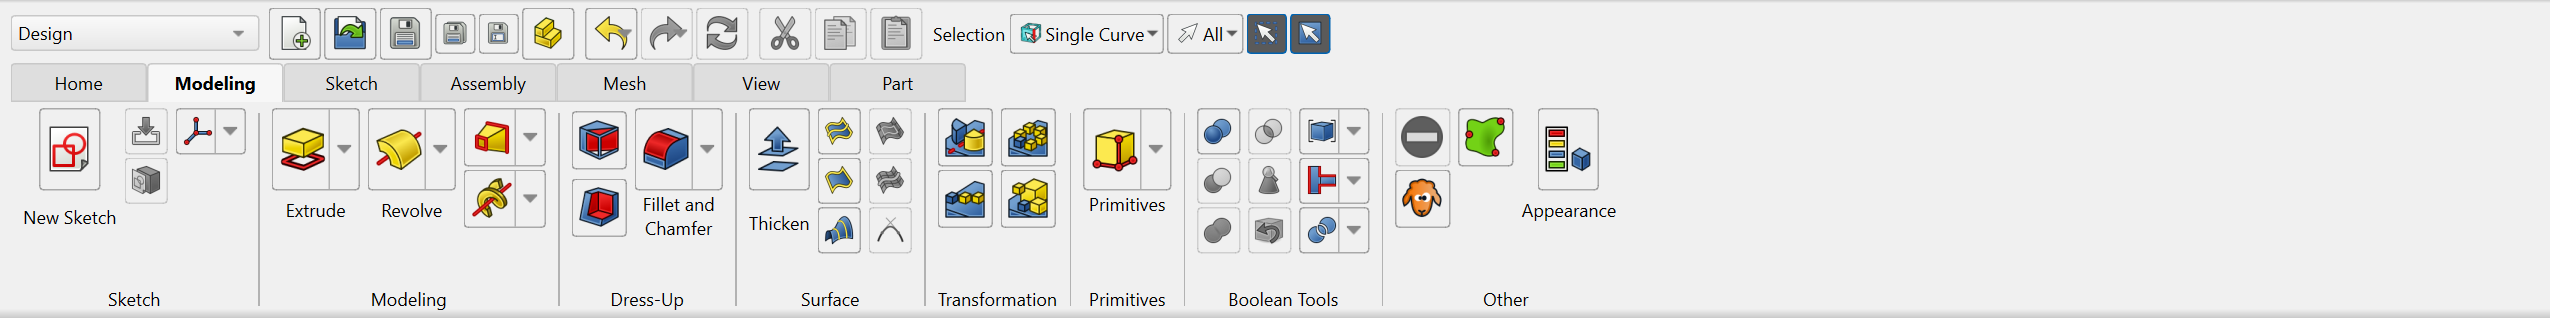 Design
Selection
Single Curve
All
Home
Modeling
Sketch
Assembly
Mesh
View
Part
New Sketch
Extrude
Revolve
Fillet and
Chamfer
Thicken
Primitives
Appearance
Sketch
Modeling
Dress-Up
Surface
Transformation
Primitives
Boolean Tools
Other